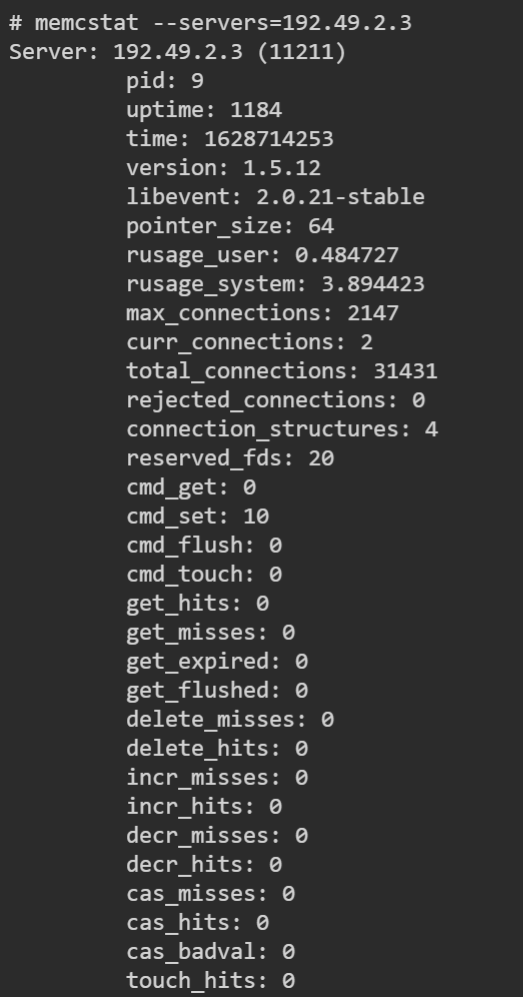 # memcstat --servers=192.49.2.3
Server: 192.49.2.3 (11211)
pid: 9
uptime: 1184
time: 1628714253
version: 1.5.12
libevent: 2.0.21-stable
pointer_size: 64
rusage_user: 0.484727
rusage_system: 3.894423
max_connections: 2147
curr_connections: 2
total_connections: 31431
rejected_connections: 0
connection_structures: 4
reserved_fds: 20
cmd_get: 0
cmd_set: 10
cmd_flush: 0
cmd_touch: 0
get_hits: 0
get_misses: 0
get_expired: 0
get_flushed: 0
delete_misses: 0
delete_hits: 0
incr_misses: 0
incr_hits: 0
decr_misses: 0
decr_hits: 0
cas_misses: 0
cas_hits: 0
cas_badval: 0
touch_hits: 0